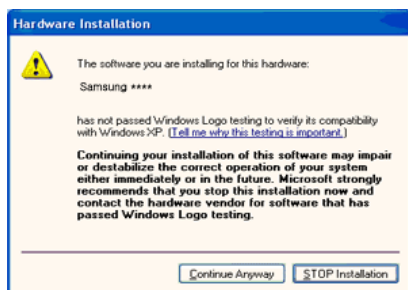 Hardware Installation
The software you are installing for this hardware:
Samsung ****
has not passed Windows Logo testing to verify its compatibility
with Windows XP. (Tell me why this testing is important.)
Continuing your installation of this software may impair
or destabilize the correct operation of your system
either immediately or in the future. Microsoft strongly
recommends that you stop this installation now and
contact the hardware vendor for software that has
passed Windows Logo testing.
Continue Anyway
STOP Installation